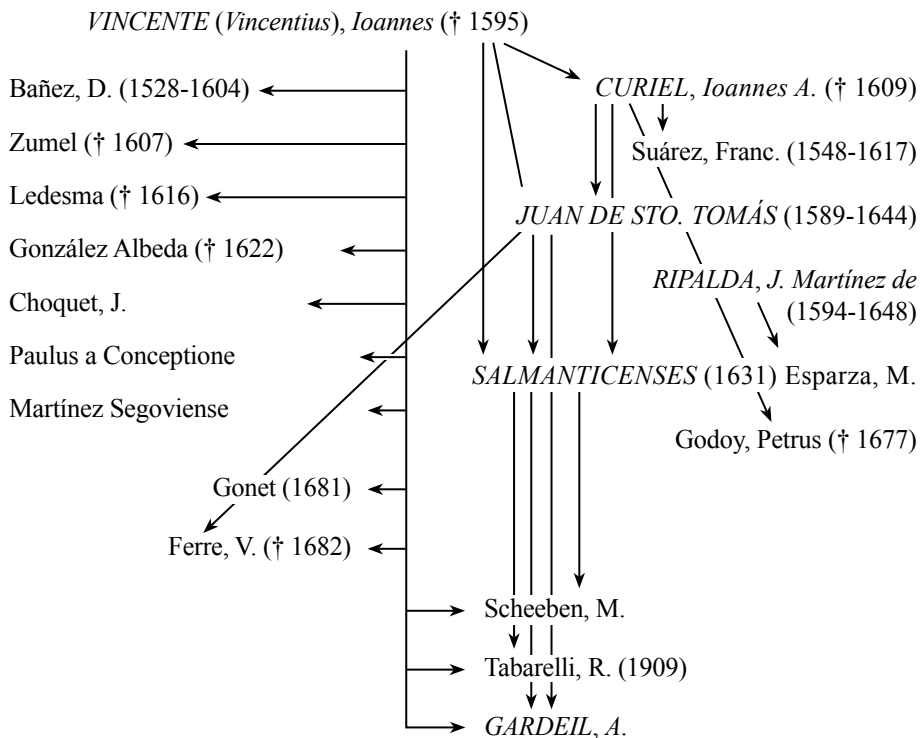 VINCENTE (Vincentius), Ioannes († 1595)
Bañez, D. (1528-1604)
CURIEL, Ioannes A. († 1609)
Zumel († 1607)
Suárez, Franc. (1548-1617)
Ledesma († 1616)
JUAN DE STO. TOMÁS (1589-1644)
González Albeda († 1622)
RIPALDA, J. Martínez de
(1594-1648)
Choquet, J.
Paulus a Conceptione
SALMANTICENSES (1631) Esparza, M.
Martínez Segoviense
Godoy, Petrus († 1677)
Gonet (1681)
Ferre, V. († 1682)
Scheeben, M.
Tabarelli, R. (1909)
GARDEIL, A.